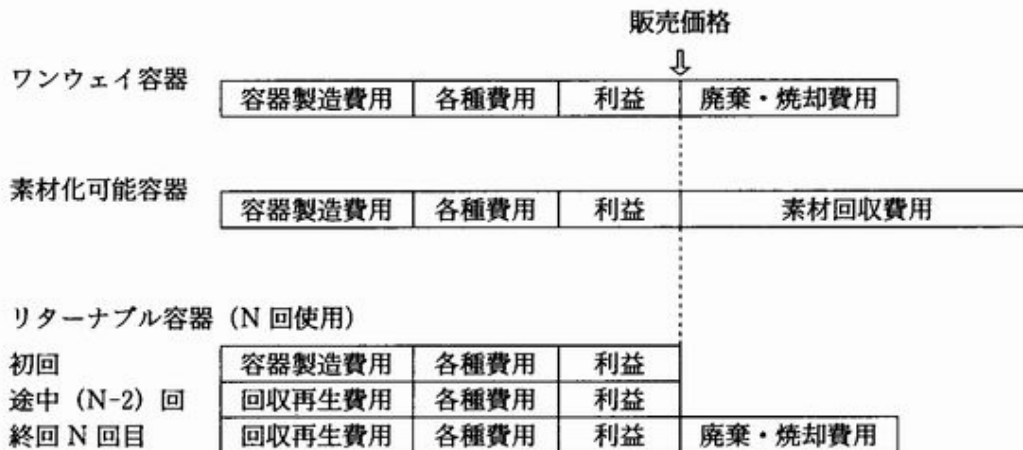 販売価格
ワンウェイ容器
容器製造費用 各種費用 利益 廃棄・焼却費用
素材化可能容器
容器製造費用 各種費用 利益 素材回収費用
リターナブル容器（N 回使用）
初回 容器製造費用 各種費用 利益
途中（N-2）回 回収再生費用 各種費用 利益
終回 N 回目 回収再生費用 各種費用 利益 廃棄・焼却費用